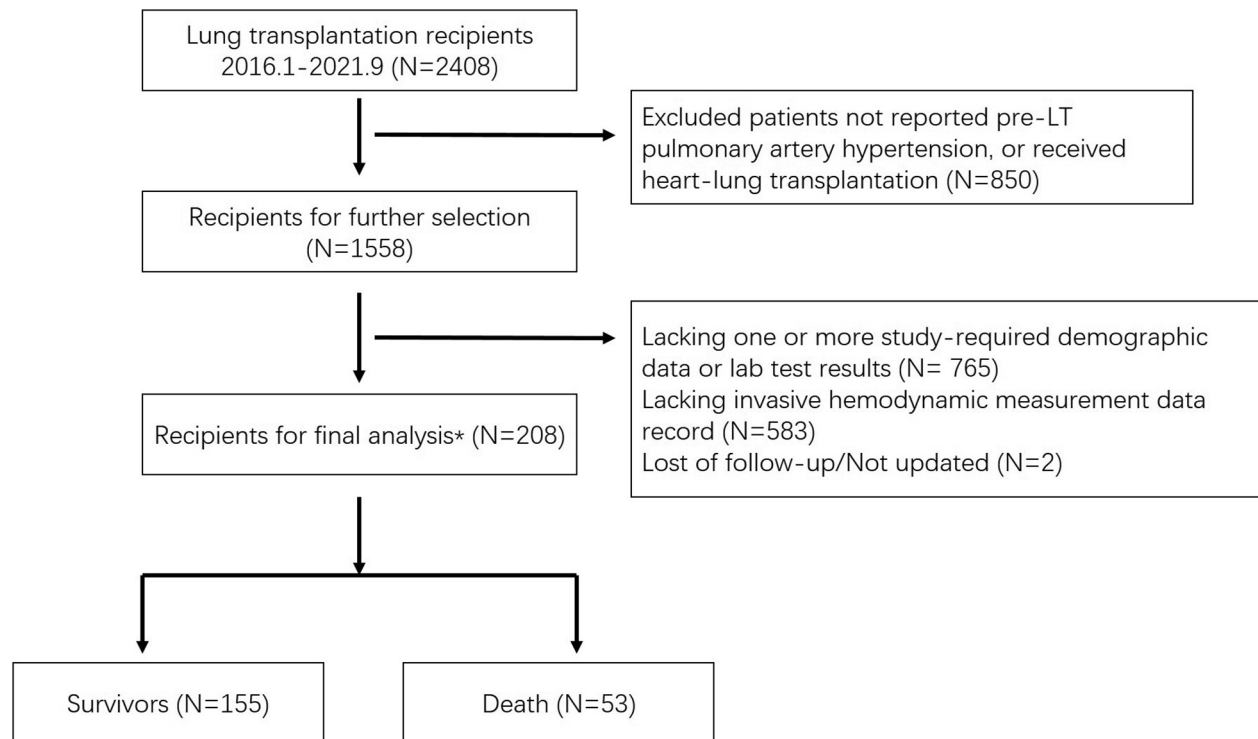 Lung transplantation recipients
2016.1-2021.9 (N=2408)
Excluded patients not reported pre-LT
pulmonary artery hypertension, or received
heart-lung transplantation (N=850)
Recipients for further selection
(N=1558)
Lacking one or more study-required demographic
data or lab test results (N= 765)
Lacking invasive hemodynamic measurement data
record (N=583)
Lost of follow-up/Not updated (N=2)
Recipients for final analysis* (N=208)
Survivors (N=155)
Death (N=53)